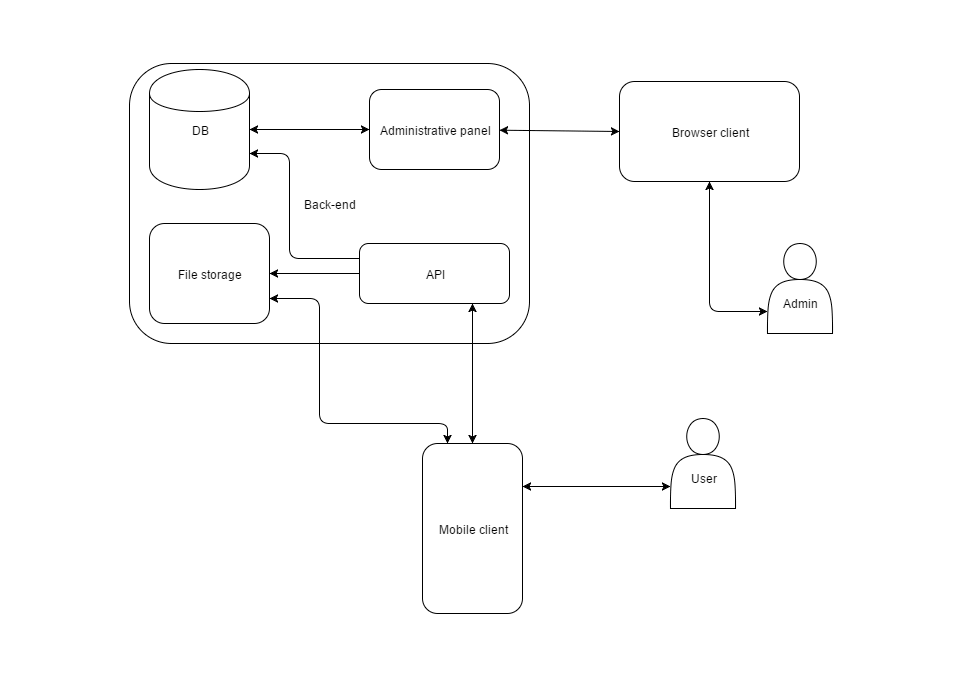 DB
Administrative panel
Browser client
Back-end
File storage
API
Admin
User
Mobile client